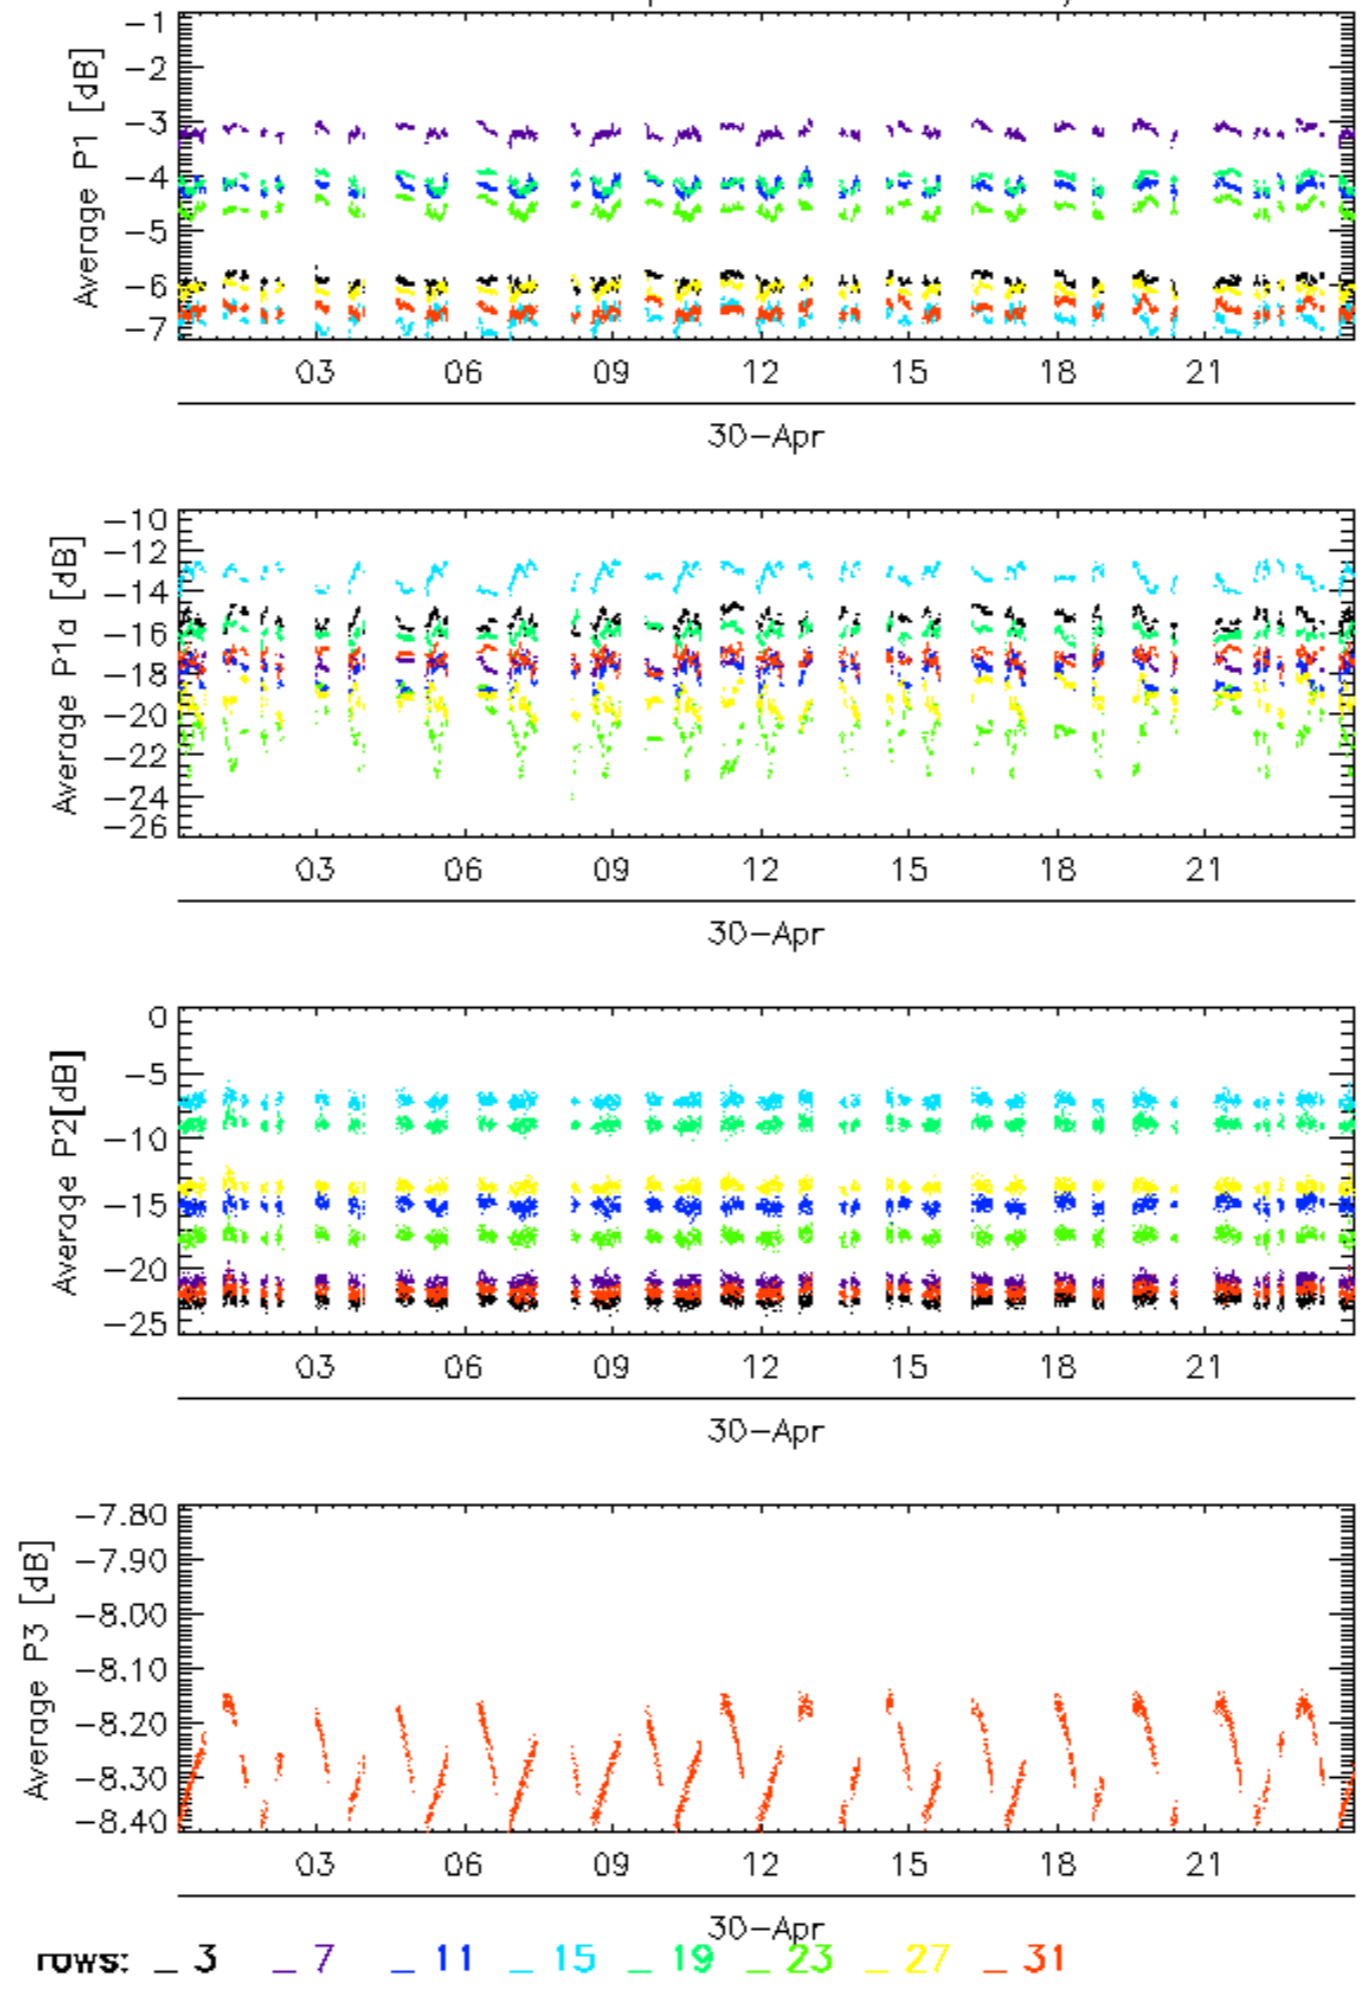 Average P1 [dB]
-1
-2
-3
-4
-5
-6
-7
03 06 09 12 15 18 21
30-Apr
Average P1a [dB]
-10
-12
-14
-16
-18
-20
-22
-24
-26
03 06 09 12 15 18 21
30-Apr
Average P2[dB]
0
-5
-10
-15
-20
-25
03 06 09 12 15 18 21
30-Apr
Average P3 [dB]
-7.80
-7.90
-8.00
-8.10
-8.20
-8.30
-8.40
03 06 09 12 15 18 21
30-Apr
rows: _ 3 _ 7 _ 11 _ 15 _ 19 _ 23 _ 27 _ 31